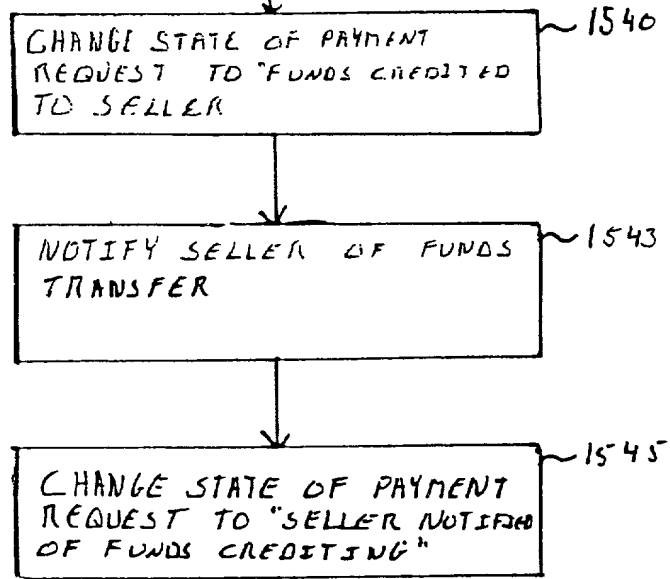 CHANGE STATE OF PAYMENT
REQUEST TO "FUNDS CREDITED
TO SELLER
1540
NOTIFY SELLER OF FUNDS
TRANSFER
1543
CHANGE STATE OF PAYMENT
REQUEST TO "SELLER NOTIFIED
OF FUNDS CREDITING"
1545